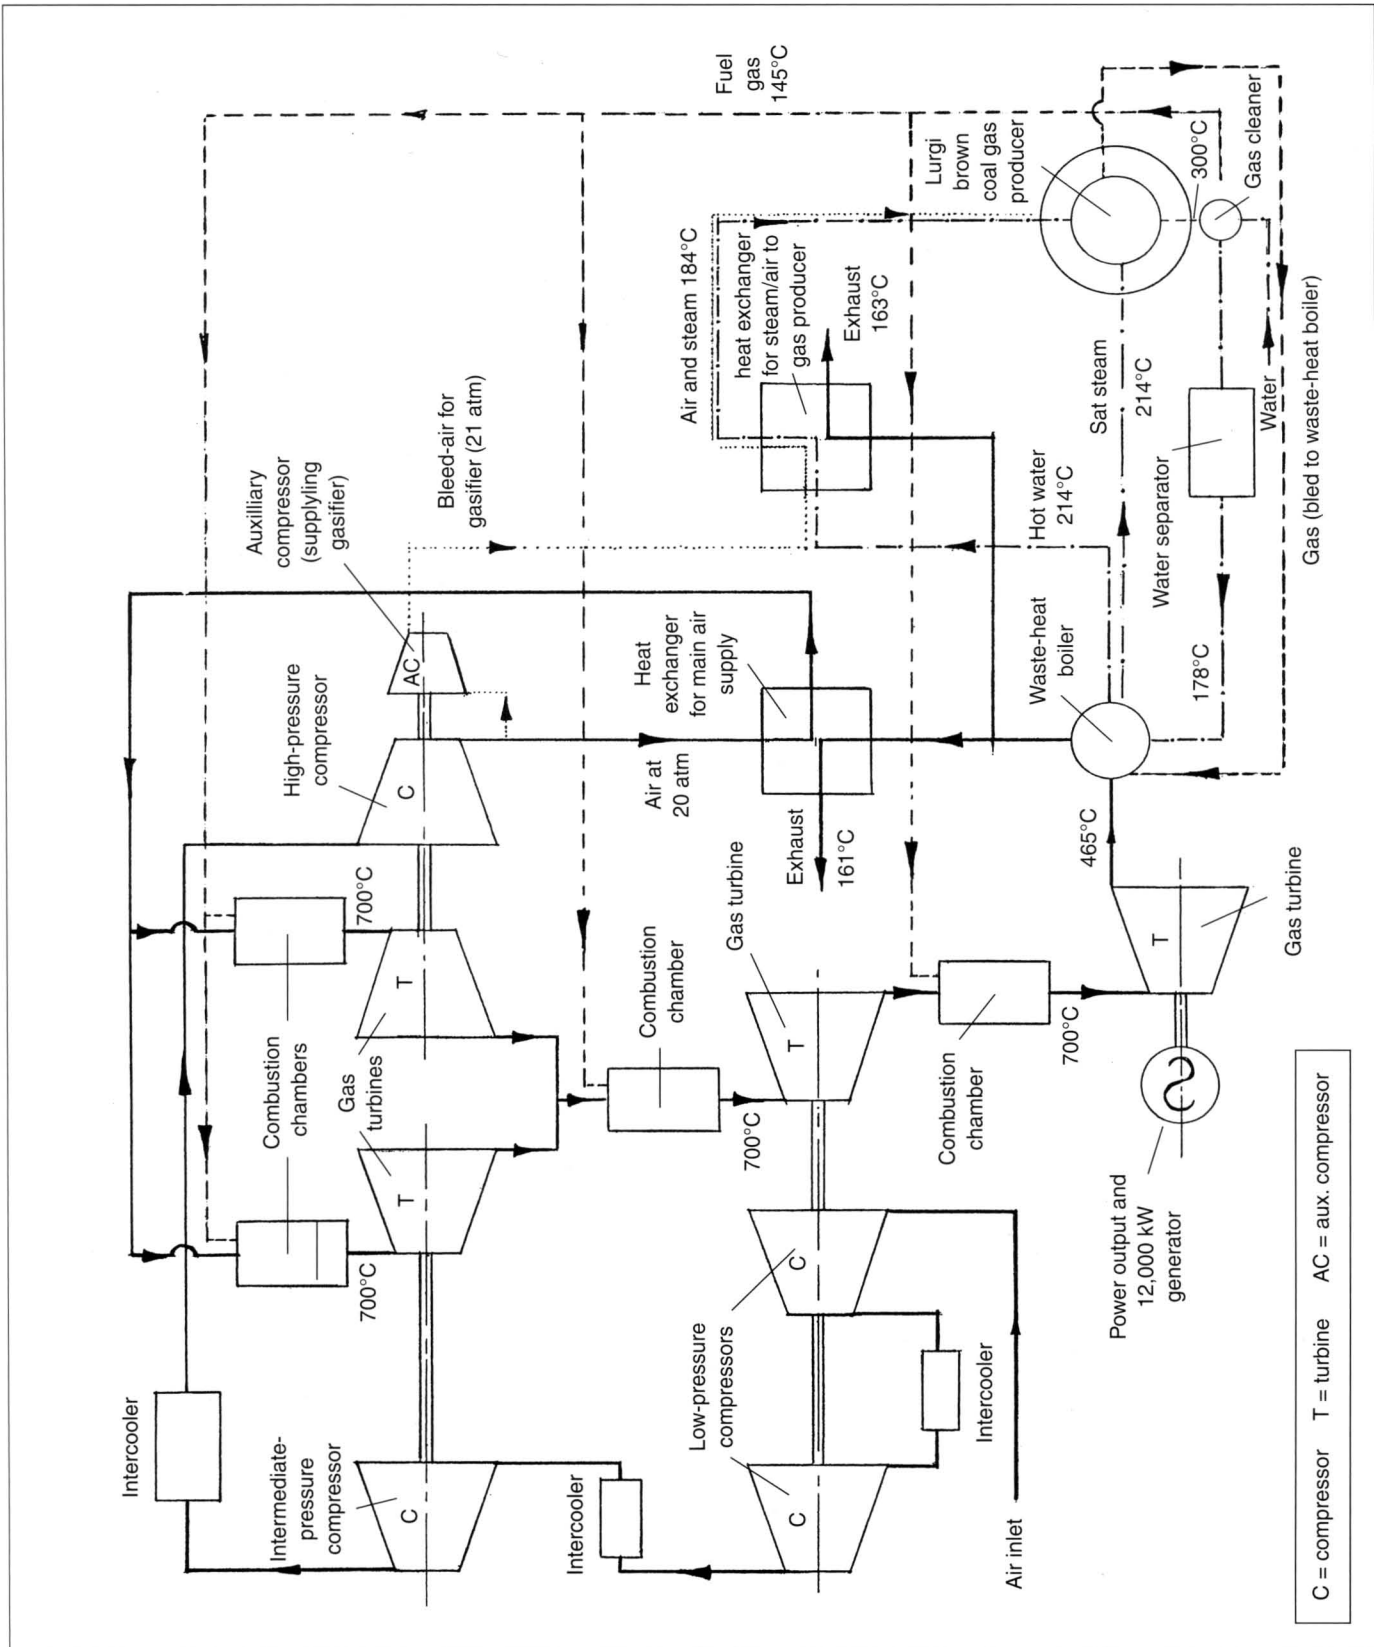 Intercooler
Combustion
chambers
Fuel
gas
145°C
Auxilliary
compressor
(supplyling
gasifier)
High-pressure
compressor
Intermediate-
pressure
compressor
700°C
Gas
turbines
700°C
C
T
T
C
AC
Bleed-air for
gasifier (21 atm)
Intercooler
Combustion
chamber
Air at
20 atm
Heat
exchanger
for main air
supply
Air and steam 184°C
heat exchanger
for steam/air to
gas producer
Low-pressure
compressors
700°C
Gas turbine
Exhaust
161°C
Exhaust
163°C
Lurgi
brown
coal gas
producer
C
C
T
Intercooler
Combustion
chamber
Air inlet
700°C
465°C
Waste-heat
boiler
Hot water
214°C
Sat steam
214°C
Power output and
12,000 kW
generator
T
Gas turbine
Water separator
178°C
300°C
Gas cleaner
Water
Gas (bled to waste-heat boiler)
C = compressor T = turbine AC = aux. compressor